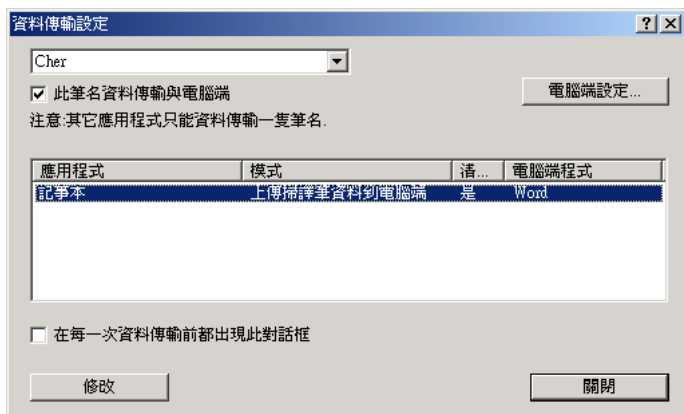 資料傳輸設定
Cher
此筆名資料傳輸與電腦端
電腦端設定...
注意:其它應用程式只能資料傳輸一隻筆名.
應用程式 模式 清... 電腦端程式
記事本 上傳掃譯筆資料到電腦端 是 Word
在每一次資料傳輸前都出現此對話框
修改 關閉